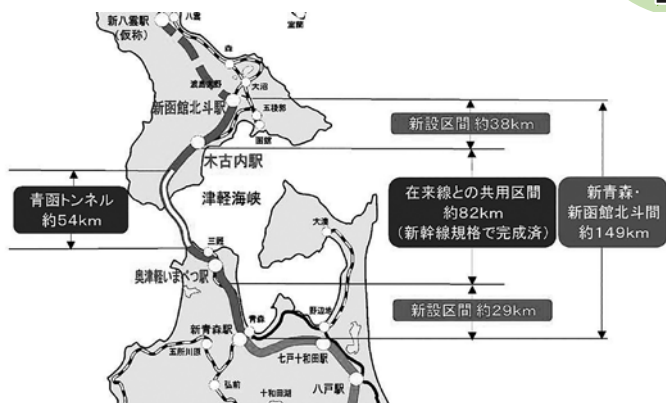 新八雲駅
(仮称)
八雲
室蘭
森
渡島砂原
大沼
新函館北斗駅
五稜郭
函館
新設区間 約38km
木古内駅
青函トンネル
約54km
津軽海峡
在来線との共用区間
約82km
(新幹線規格で完成済)
新青森・
新函館北斗間
約149km
大湊
三厩
奥津軽いまべつ駅
新設区間 約29km
青森
野辺地
新青森駅
五所川原
七戸十和田駅
弘前
十和田湖
八戸駅